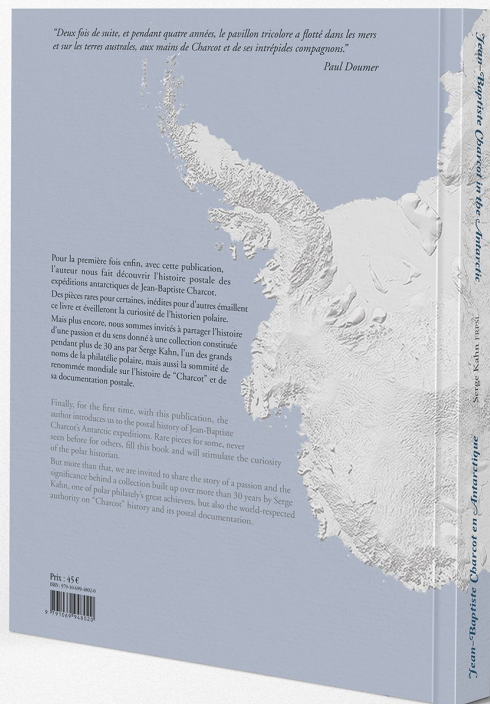 "Deux fois de suite, et pendant quatre années, le pavillon tricolore a flotté dans les mers
et sur les terres australes, aux mains de Charcot et de ses intrépides compagnons."
Paul Doumer
Pour la première fois enfin, avec cette publication,
l'auteur nous fait découvrir l'histoire postale des
expéditions antarctiques de Jean-Baptiste Charcot.
Des pièces rares pour certaines, inédites pour d'autres émaillent
ce livre et éveilleront la curiosité de l'historien polaire.
Mais plus encore, nous sommes invités à partager l'histoire
d'une passion et du sens donné à une collection constituée
pendant plus de 30 ans par Serge Kahn, l'un des grands
noms de la philatélie polaire, mais aussi la sommité de
renommée mondiale sur l'histoire de "Charcot" et de
sa documentation postale.
Finally, for the first time, with this publication, the
author introduces us to the postal history of Jean-Baptiste
Charcot's Antarctic expeditions. Rare pieces for some, never
seen before for others, fill this book and will stimulate the curiosity
of the polar historian.
But more than that, we are invited to share the story of a passion and the
significance behind a collection built up over more than 30 years by Serge
Kahn, one of polar philately's great achievers, but also the world-respected
authority on "Charcot" history and its postal documentation.
Prix : 45 €
ISBN : 979-10-699-4802-0
9 791069 948020
Jean-Baptiste Charcot in the Antarctic
Serge Kahn
Jean-Baptiste Charcot en Antarctique